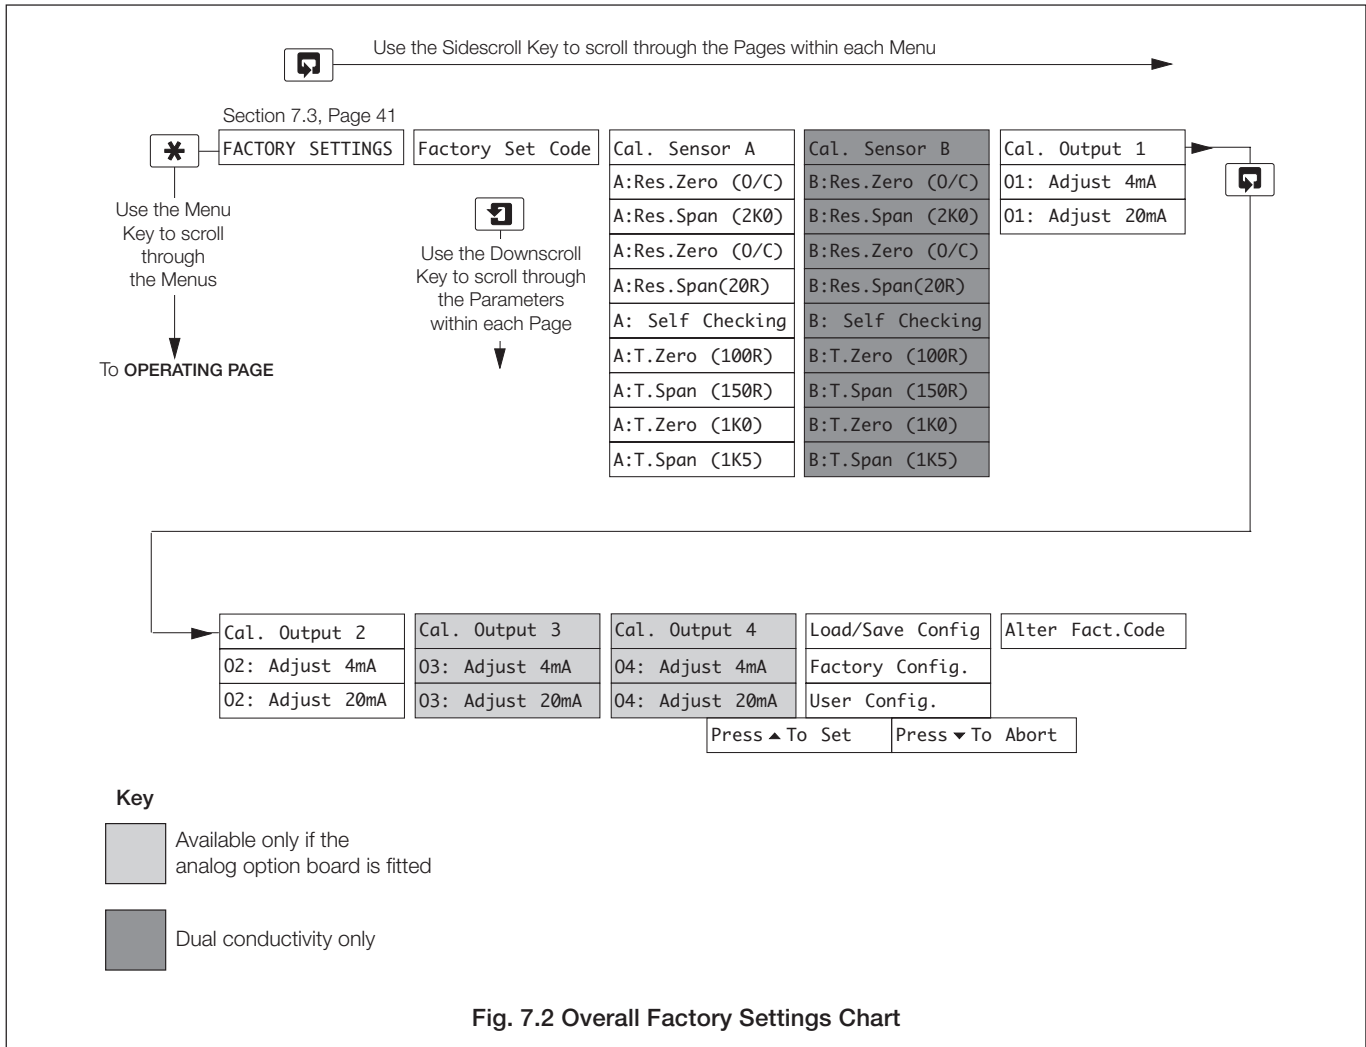 Use the Sidescroll Key to scroll through the Pages within each Menu
Section 7.3, Page 41
FACTORY SETTINGS
Factory Set Code
Cal. Sensor A
Cal. Sensor B
Cal. Output 1
A:Res.Zero (O/C)
B:Res.Zero (O/C)
O1: Adjust 4mA
A:Res.Span (2K0)
B:Res.Span (2K0)
O1: Adjust 20mA
A:Res.Zero (O/C)
B:Res.Zero (O/C)
A:Res.Span(20R)
B:Res.Span(20R)
A: Self Checking
B: Self Checking
A:T.Zero (100R)
B:T.Zero (100R)
A:T.Span (150R)
B:T.Span (150R)
A:T.Zero (1K0)
B:T.Zero (1K0)
A:T.Span (1K5)
B:T.Span (1K5)
Use the Menu
Key to scroll
through
the Menus
To OPERATING PAGE
Use the Downscroll
Key to scroll through
the Parameters
within each Page
Cal. Output 2
Cal. Output 3
Cal. Output 4
Load/Save Config
Alter Fact.Code
O2: Adjust 4mA
O3: Adjust 4mA
O4: Adjust 4mA
Factory Config.
O2: Adjust 20mA
O3: Adjust 20mA
O4: Adjust 20mA
User Config.
Press ▲ To Set
Press ▼ To Abort
Key
Available only if the
analog option board is fitted
Dual conductivity only
Fig. 7.2 Overall Factory Settings Chart